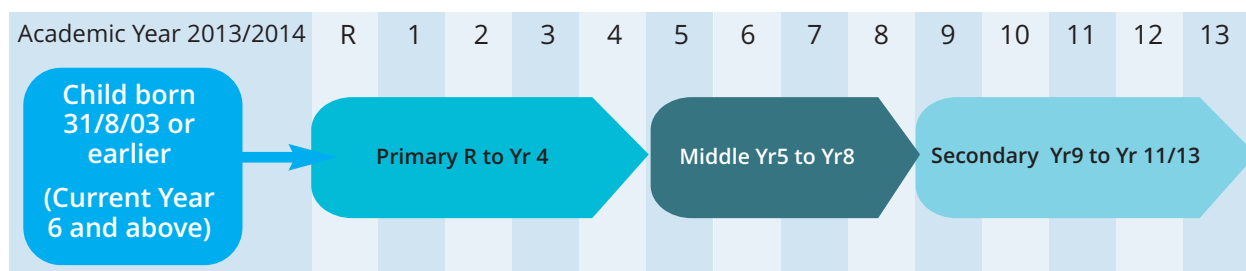 Academic Year 2013/2014 R 1 2 3 4 5 6 7 8 9 10 11 12 13
Child born
31/8/03 or
earlier
(Current Year
6 and above)
Primary R to Yr 4
Middle Yr5 to Yr8
Secondary Yr9 to Yr 11/13